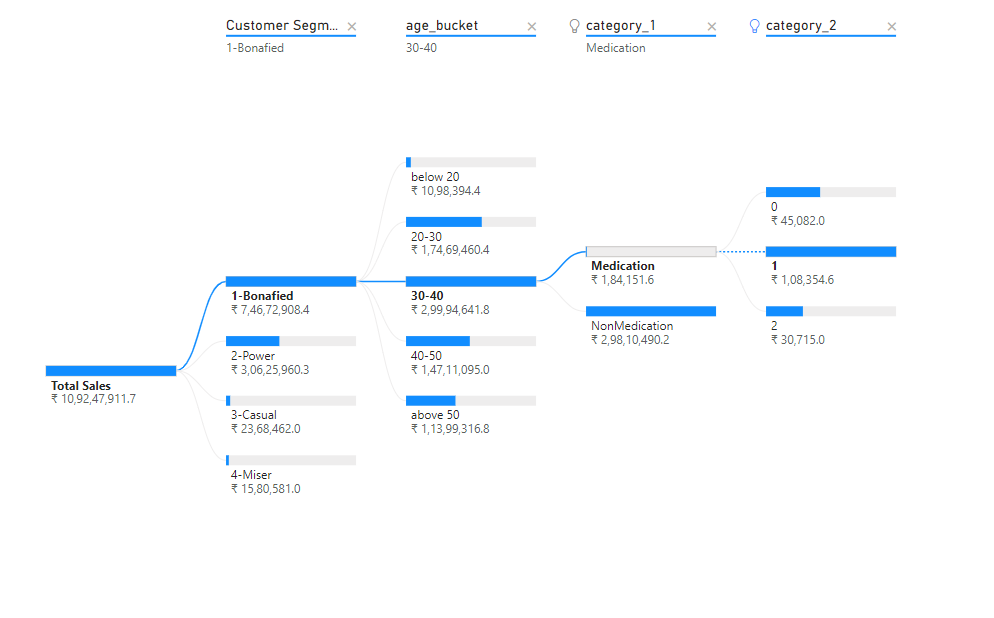 Customer Segm...
age_bucket
category_1
category_2
1-Bonafied
30-40
Medication
below 20
₹ 10,98,394.4
20-30
₹ 1,74,69,460.4
1-Bonafied
₹ 7,46,72,908.4
30-40
₹ 2,99,94,641.8
2-Power
₹ 3,06,25,960.3
40-50
₹ 1,47,11,095.0
Total Sales
₹ 10,92,47,911.7
3-Casual
₹ 23,68,462.0
above 50
₹ 1,13,99,316.8
4-Miser
₹ 15,80,581.0
Medication
₹ 1,84,151.6
NonMedication
₹ 2,98,10,490.2
0
₹ 45,082.0
1
₹ 1,08,354.6
2
₹ 30,715.0